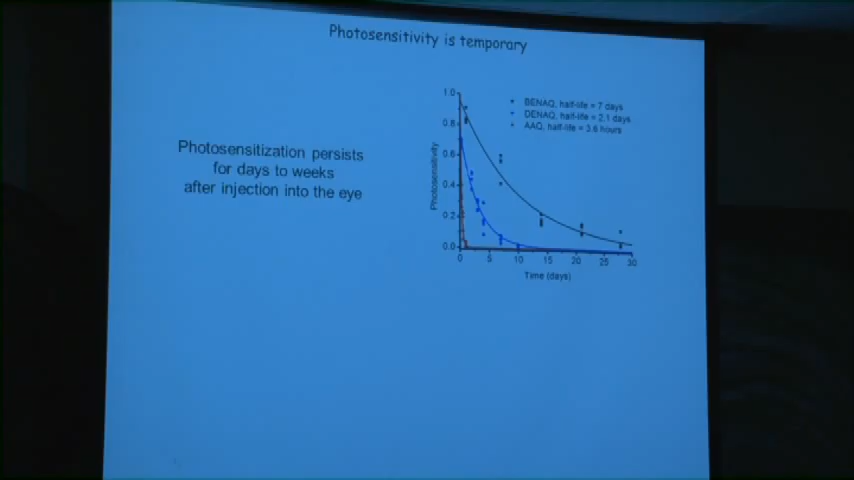 Photosensitivity is temporary
Photosensitization persists
for days to weeks
after injection into the eye
BENAQ, half-life = 7 days
DENAQ, half-life = 2.1 days
AAQ, half-life = 3.6 hours
Photosensitivity
1.0
0.8
0.6
0.4
0.2
0.0
0 5 10 15 20 25 30
Time (days)